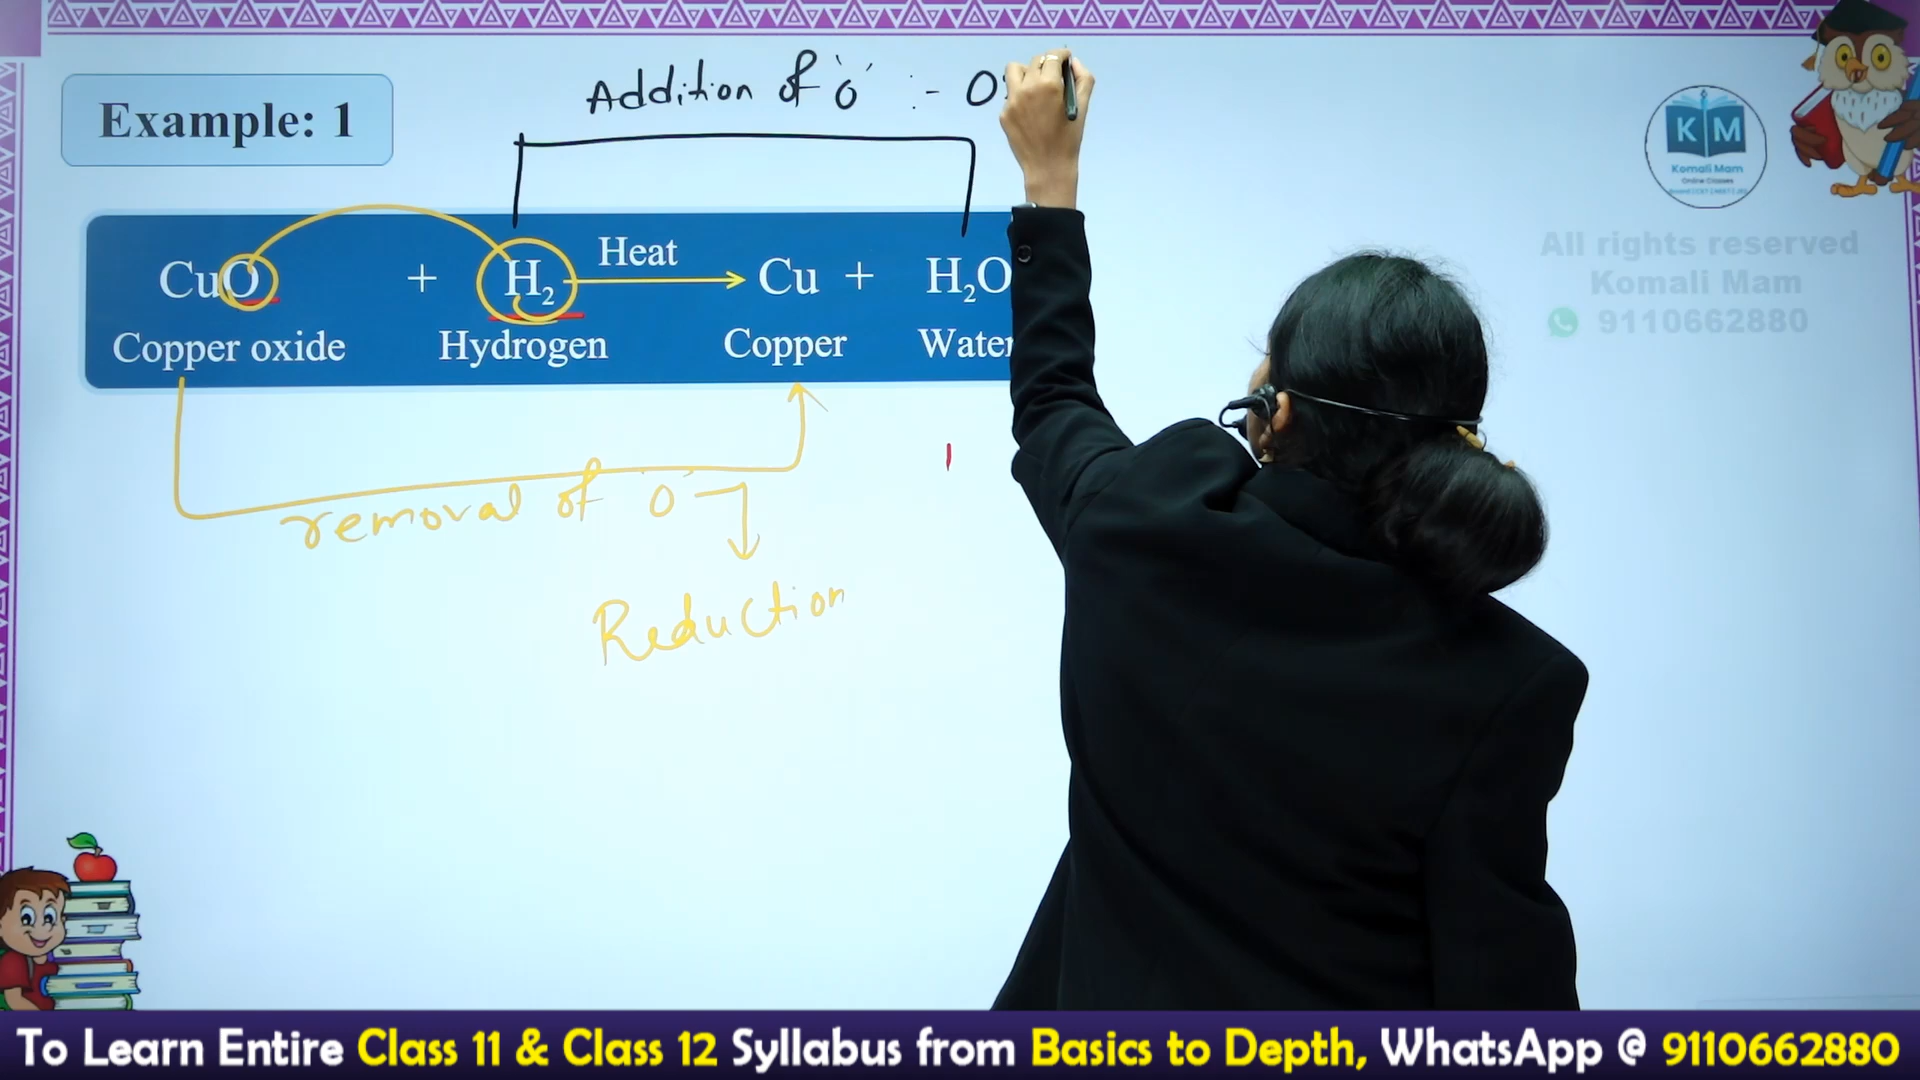 Addition of 'o' :- O
Example: 1
K M
Komali Mam
Online Classes
CuO + H₂ Heat Cu + H₂O
Copper oxide Hydrogen Copper Water
All rights reserved
Komali Mam
9110662880
removal of 'o'
Reduction
To Learn Entire Class 11 & Class 12 Syllabus from Basics to Depth, WhatsApp @ 9110662880